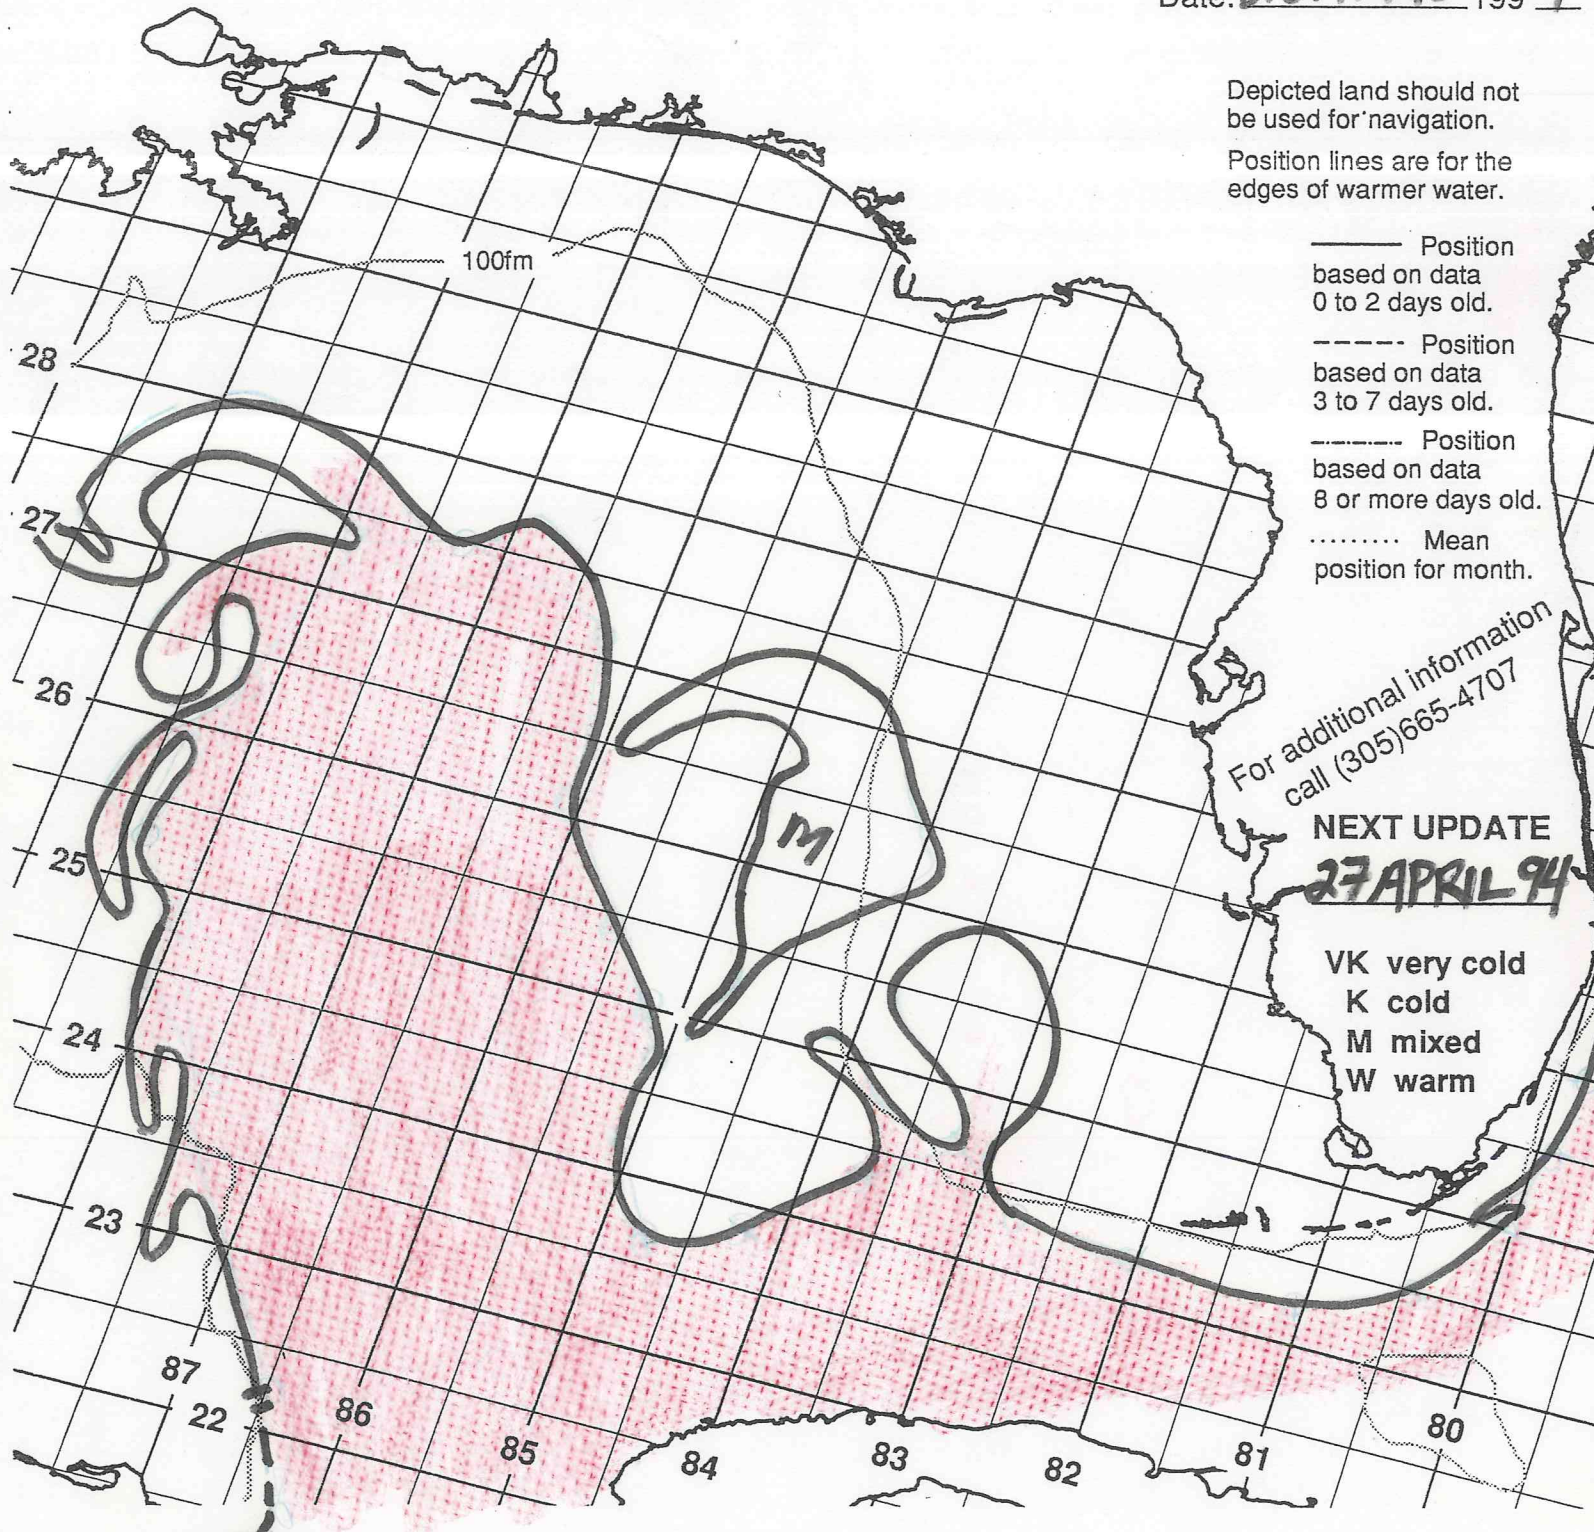 Date: 199
Depicted land should not
be used for navigation.
Position lines are for the
edges of warmer water.
Position
based on data
0 to 2 days old.
Position
based on data
3 to 7 days old.
Position
based on data
8 or more days old.
Mean
position for month.
For additional information
call (305)665-4707
NEXT UPDATE
27 APRIL 94
VK very cold
K cold
M mixed
W warm
100fm
28
27
26
25
24
23
22
M
87
86
85
84
83
82
81
80